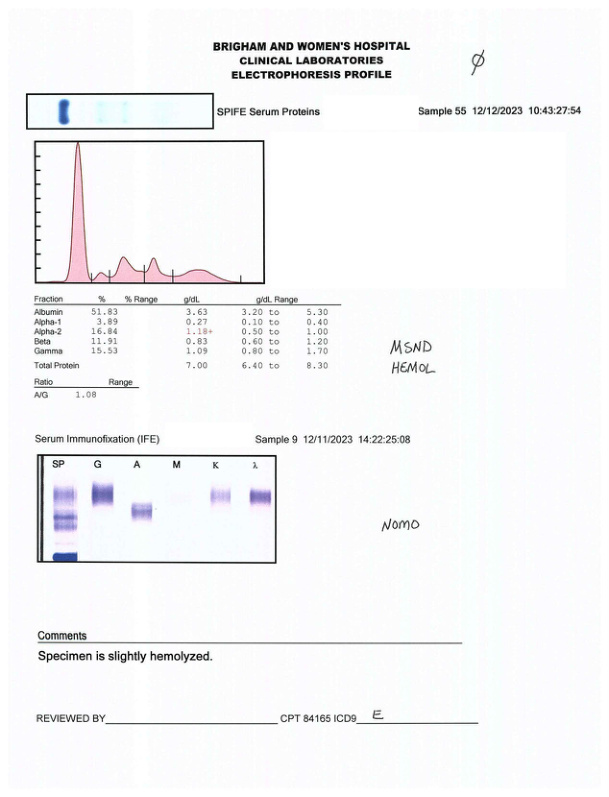 BRIGHAM AND WOMEN'S HOSPITAL
CLINICAL LABORATORIES
ELECTROPHORESIS PROFILE
Ø
SPIFE Serum Proteins Sample 55 12/12/2023 10:43:27:54
Fraction % % Range g/dL g/dL Range
Albumin 51.83 3.63 3.20 to 5.30
Alpha-1 3.89 0.27 0.10 to 0.40
Alpha-2 16.84 1.18+ 0.50 to 1.00
Beta 11.91 0.83 0.60 to 1.20
Gamma 15.53 1.09 0.80 to 1.70
Total Protein 7.00 6.40 to 8.30
MSND
HEMOL
Ratio Range
A/G 1.08
Serum Immunofixation (IFE) Sample 9 12/11/2023 14:22:25:08
SP G A M K λ
NOMO
Comments
Specimen is slightly hemolyzed.
REVIEWED BY CPT 84165 ICD9 E